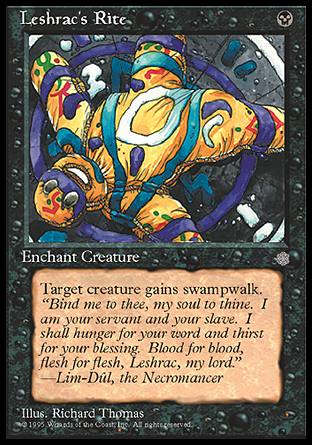 Leshrac's Rite
Enchant Creature
Target creature gains swampwalk.
"Bind me to thee, my soul to thine. I
am your servant and your slave. I
shall hunger for your word and thirst
for your blessing. Blood for blood,
flesh for flesh, Leshrac, my lord."
—Lim-Dûl, the Necromancer
Illus. Richard Thomas
© 1995 Wizards of the Coast, Inc. All rights reserved.